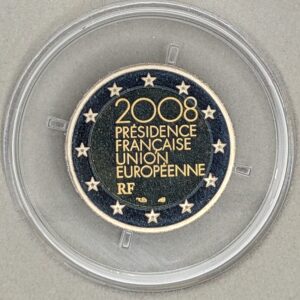 2008
PRÉSIDENCE
FRANÇAISE
UNION
EUROPÉENNE
RF